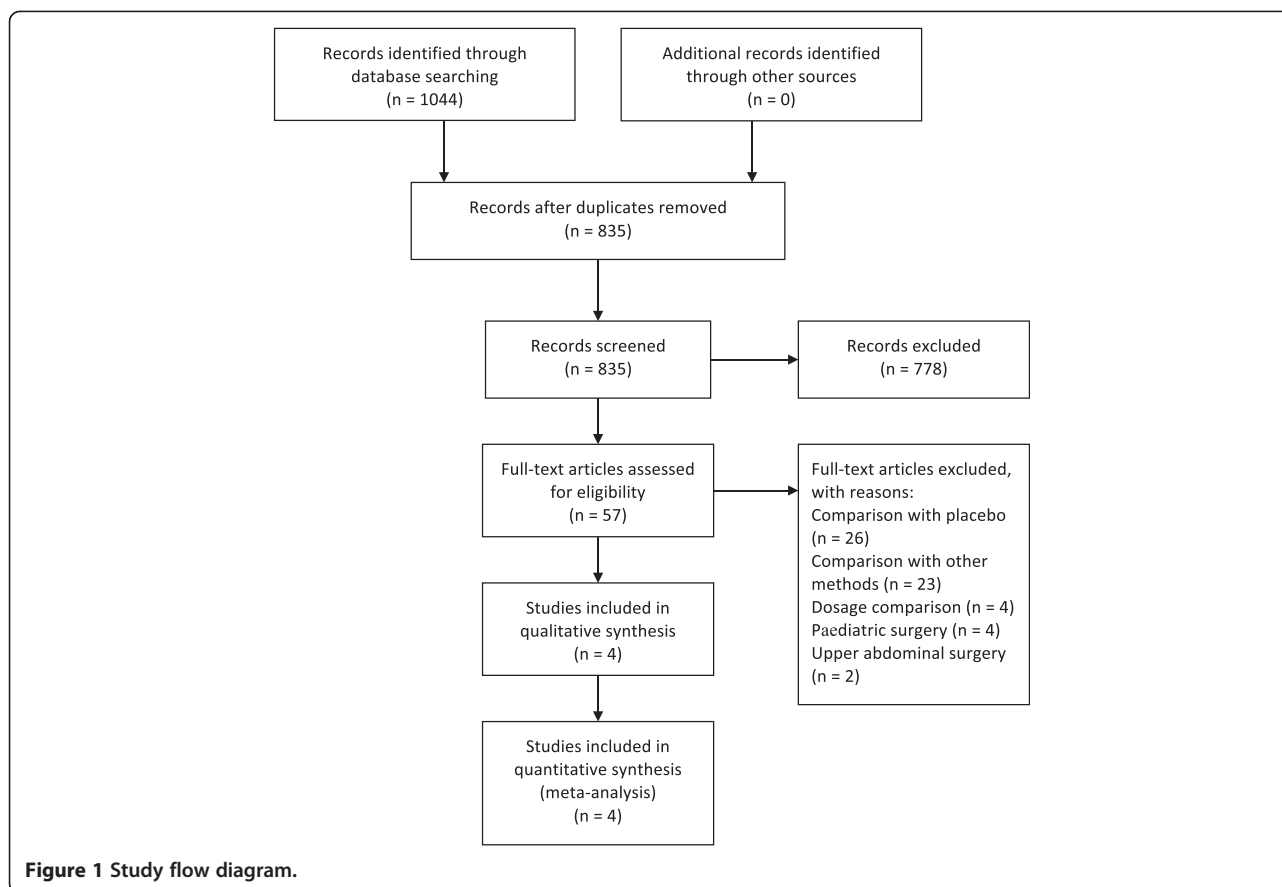 Records identified through
database searching
(n = 1044)
Additional records identified
through other sources
(n = 0)
Records after duplicates removed
(n = 835)
Records screened
(n = 835)
Records excluded
(n = 778)
Full-text articles assessed
for eligibility
(n = 57)
Full-text articles excluded,
with reasons:
Comparison with placebo
(n = 26)
Comparison with other
methods (n = 23)
Dosage comparison (n = 4)
Paediatric surgery (n = 4)
Upper abdominal surgery
(n = 2)
Studies included in
qualitative synthesis
(n = 4)
Studies included in
quantitative synthesis
(meta-analysis)
(n = 4)
Figure 1 Study flow diagram.